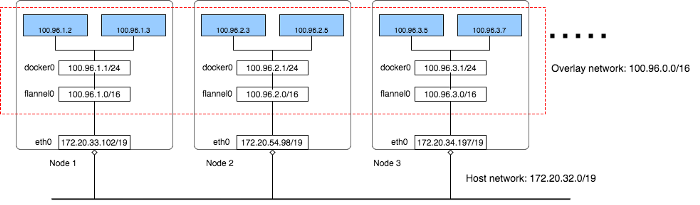 100.96.1.2 100.96.1.3 100.96.2.3 100.96.2.5 100.96.3.5 100.96.3.7
docker0 100.96.1.1/24 docker0 100.96.2.1/24 docker0 100.96.3.1/24
Overlay network: 100.96.0.0/16
flannel0 100.96.1.0/16 flannel0 100.96.2.0/16 flannel0 100.96.3.0/16
eth0 172.20.33.102/19 eth0 172.20.54.98/19 eth0 172.20.34.197/19
Node 1 Node 2 Node 3
Host network: 172.20.32.0/19